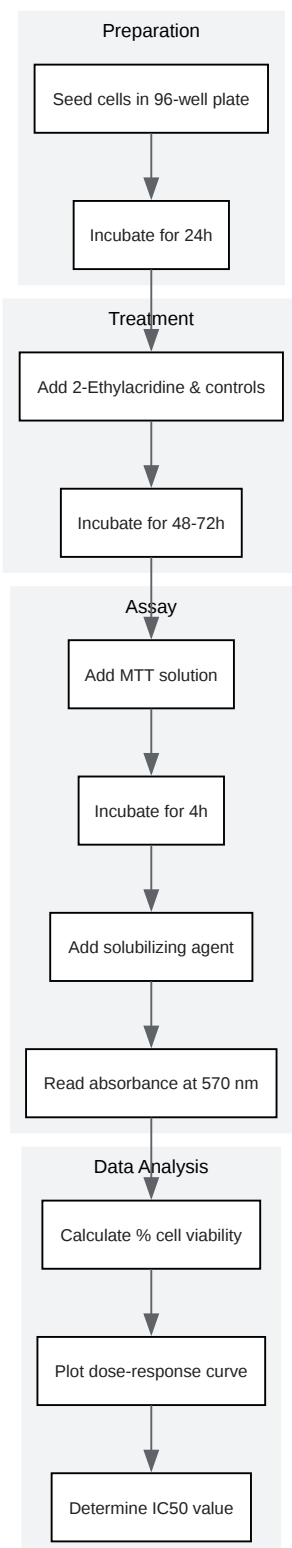 Preparation
Seed cells in 96-well plate
Incubate for 24h
Treatment
Add 2-Ethylacridine & controls
Incubate for 48-72h
Assay
Add MTT solution
Incubate for 4h
Add solubilizing agent
Read absorbance at 570 nm
Data Analysis
Calculate % cell viability
Plot dose-response curve
Determine IC50 value